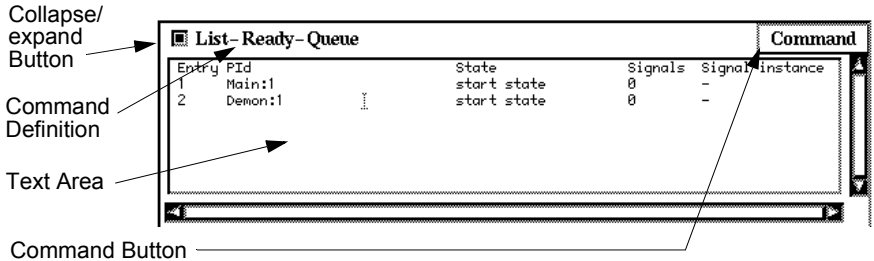 Collapse/
expand
Button
List-Ready-Queue
Command
Entry PId State Signals Signal instance
1 Main:1 start state 0 -
2 Demon:1 start state 0 -
Command
Definition
Text Area
Command Button